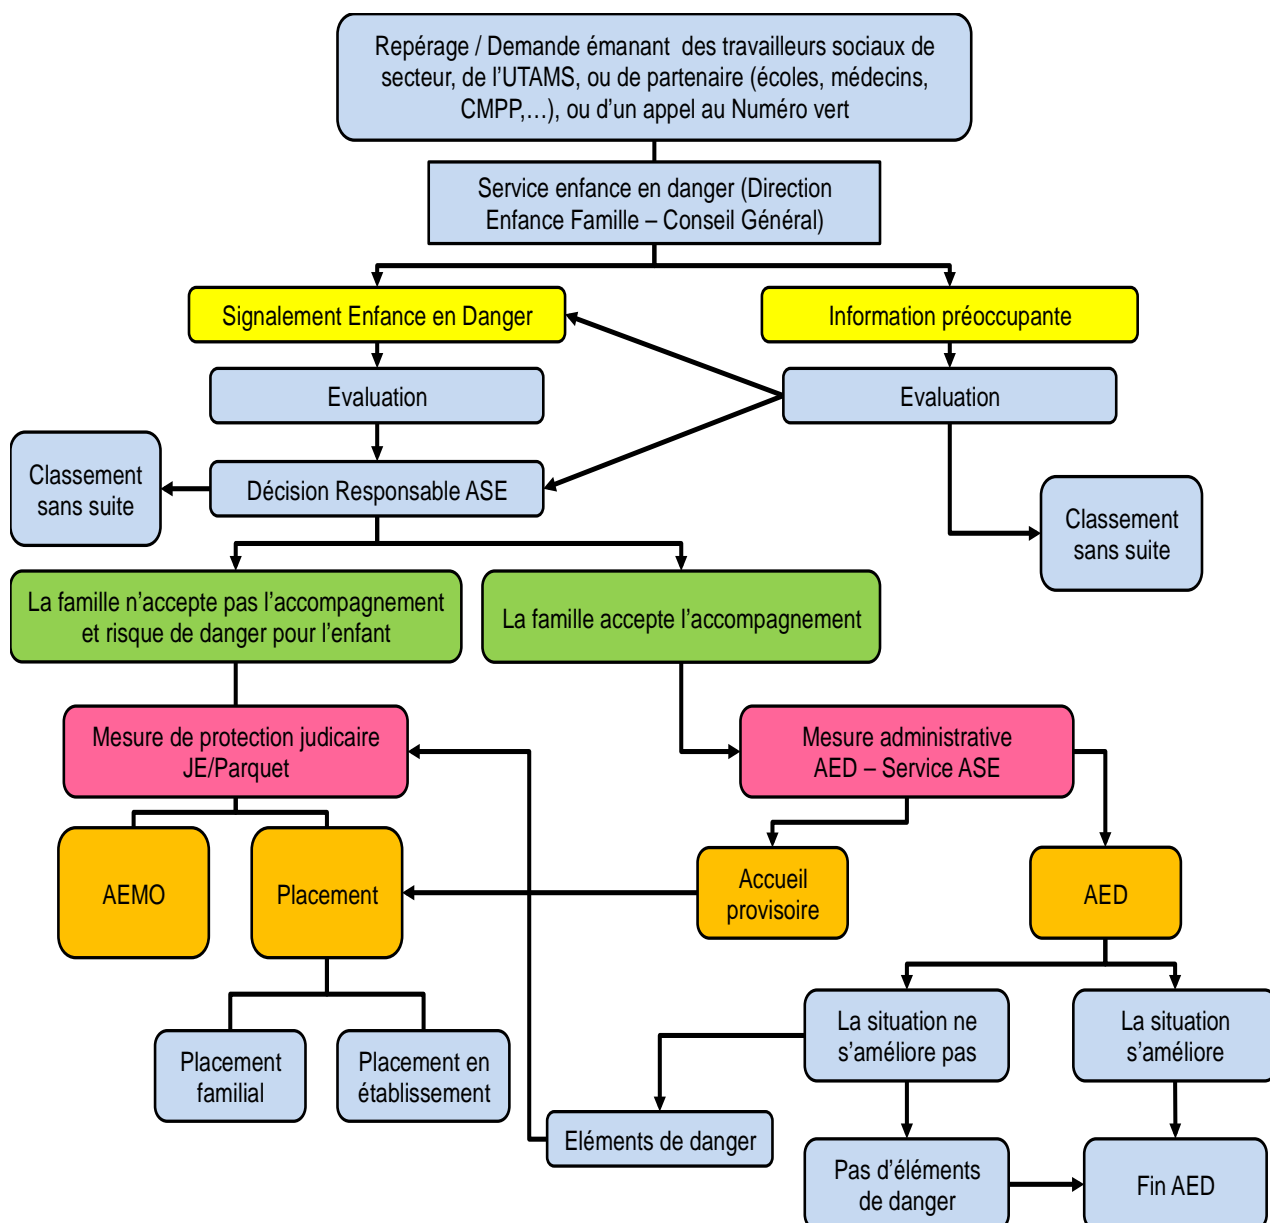 Repérage / Demande émanant  des travailleurs sociaux de
secteur, de l’UTAMS, ou de partenaire (écoles, médecins,
CMPP,…), ou d’un appel au Numéro vert
Service enfance en danger (Direction
Enfance Famille – Conseil Général)
Signalement Enfance en Danger
Information préoccupante
Evaluation
Evaluation
Classement
sans suite
Décision Responsable ASE
Classement
sans suite
La famille n’accepte pas l’accompagnement
et risque de danger pour l’enfant
La famille accepte l’accompagnement
Mesure de protection judicaire
JE/Parquet
Mesure administrative
AED – Service ASE
AEMO
Placement
Accueil
provisoire
AED
Placement
familial
Placement en
établissement
La situation ne
s’améliore pas
La situation
s’améliore
Eléments de danger
Pas d’éléments
de danger
Fin AED